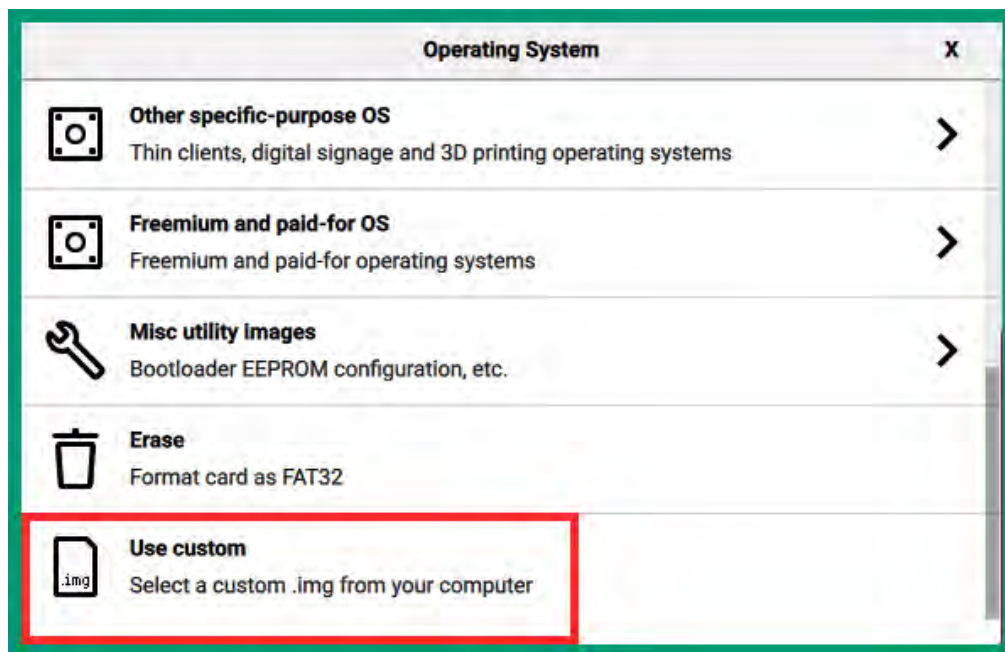 Operating System
X
Other specific-purpose OS
Thin clients, digital signage and 3D printing operating systems
Freemium and paid-for OS
Freemium and paid-for operating systems
Misc utility images
Bootloader EEPROM configuration, etc.
Erase
Format card as FAT32
.img
Use custom
Select a custom .img from your computer